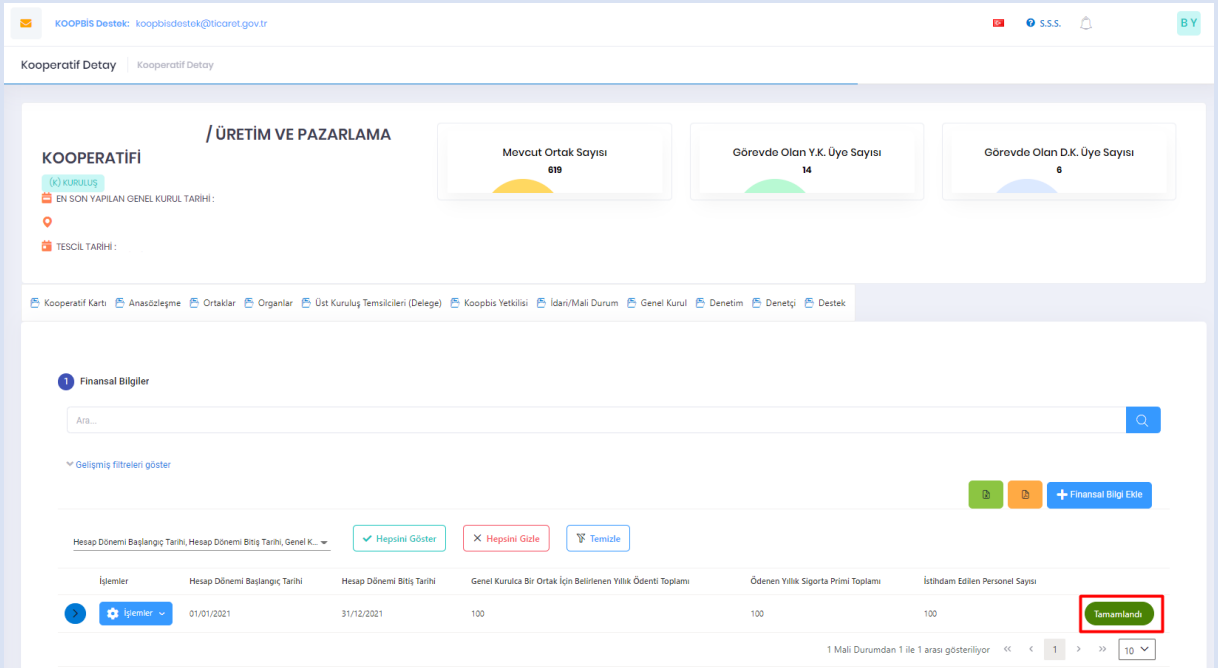 KOOPBİS Destek: koopbisdestek@ticaret.gov.tr
S.S.S.
B Y
Kooperatif Detay Kooperatif Detay
/ ÜRETİM VE PAZARLAMA
KOOPERATİFİ
(K) KURULUŞ
EN SON YAPILAN GENEL KURUL TARİHİ :
TESCİL TARİHİ :
Mevcut Ortak Sayısı
619
Görevde Olan Y.K. Üye Sayısı
14
Görevde Olan D.K. Üye Sayısı
6
Kooperatif Kartı Anasözleşme Ortaklar Organlar Üst Kuruluş Temsilcileri (Delege) Koopbis Yetkilisi İdari/Mali Durum Genel Kurul Denetim Denetçi Destek
1 Finansal Bilgiler
Ara...
Gelişmiş filtreleri göster
Finansal Bilgi Ekle
Hesap Dönemi Başlangıç Tarihi, Hesap Dönemi Bitiş Tarihi, Genel K... Hepsini Göster Hepsini Gizle Temizle
İşlemler Hesap Dönemi Başlangıç Tarihi Hesap Dönemi Bitiş Tarihi Genel Kurulca Bir Ortak İçin Belirlenen Yıllık Ödenti Toplamı Ödenen Yıllık Sigorta Primi Toplamı İstihdam Edilen Personel Sayısı
İşlemler 01/01/2021 31/12/2021 100 100 100 Tamamlandı
1 Mali Durumdan 1 ile 1 arası gösteriliyor << < 1 > >> 10